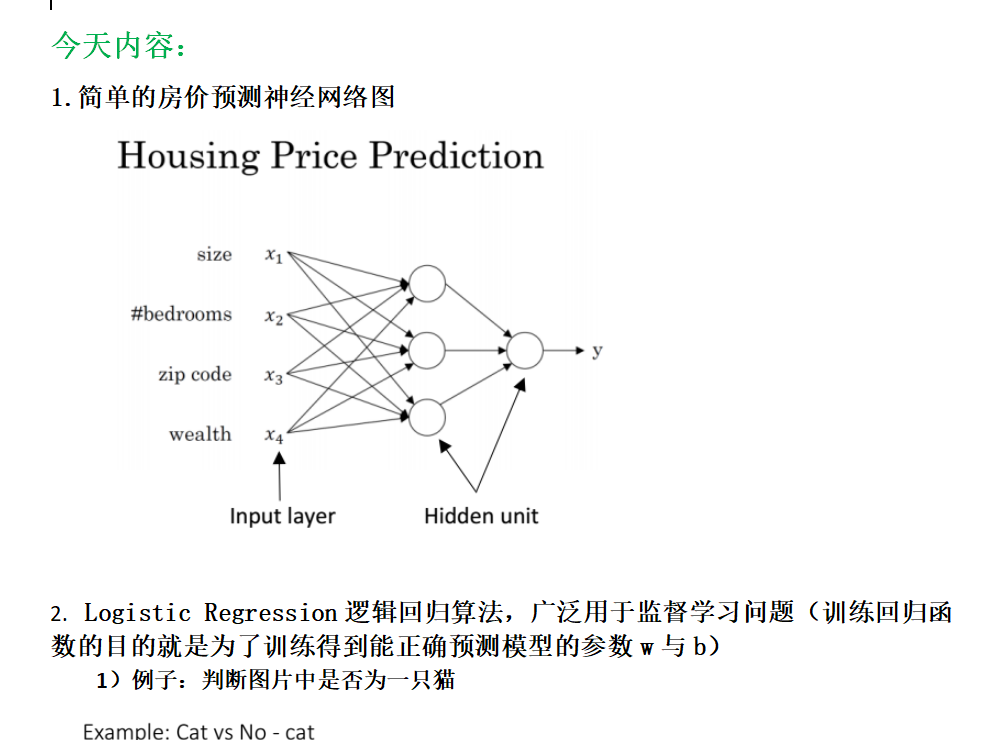 今天内容：
1.简单的房价预测神经网络图
Housing Price Prediction
size x₁
#bedrooms x₂
zip code x₃
wealth x₄
y
Input layer
Hidden unit
2. Logistic Regression 逻辑回归算法，广泛用于监督学习问题（训练回归函
数的目的就是为了训练得到能正确预测模型的参数 w 与 b）
1）例子：判断图片中是否为一只猫
Example: Cat vs No - cat